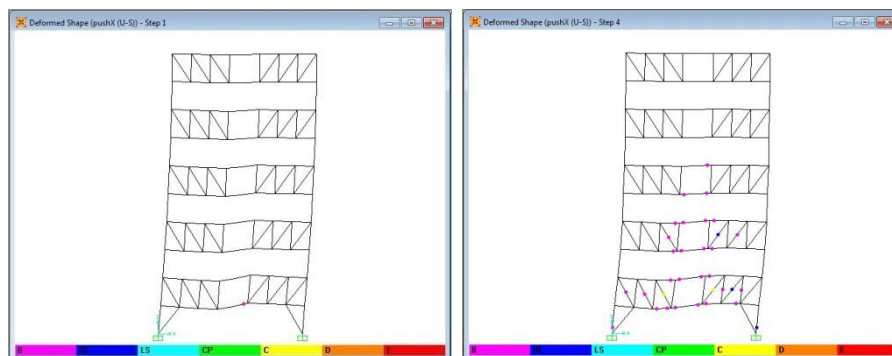 Deformed Shape (pushX (U-S)) - Step 1
Deformed Shape (pushX (U-S)) - Step 4
B LS CP C D E
B LS CP C D E